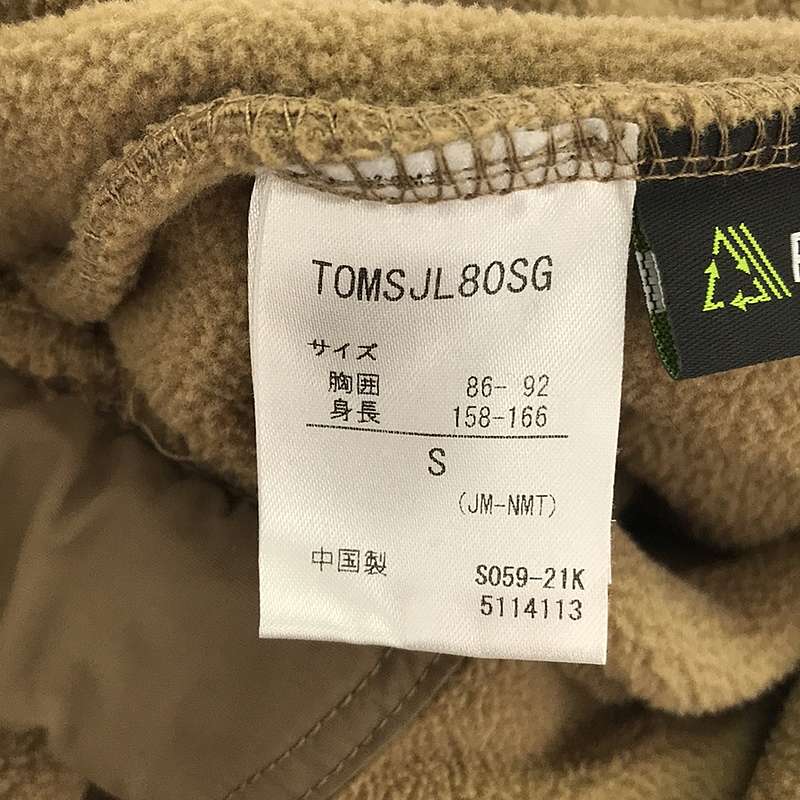 TOMSJL80SG
サイズ
胸囲 86- 92
身長 158-166
S
(JM-NMT)
中国製 S059-21K
5114113